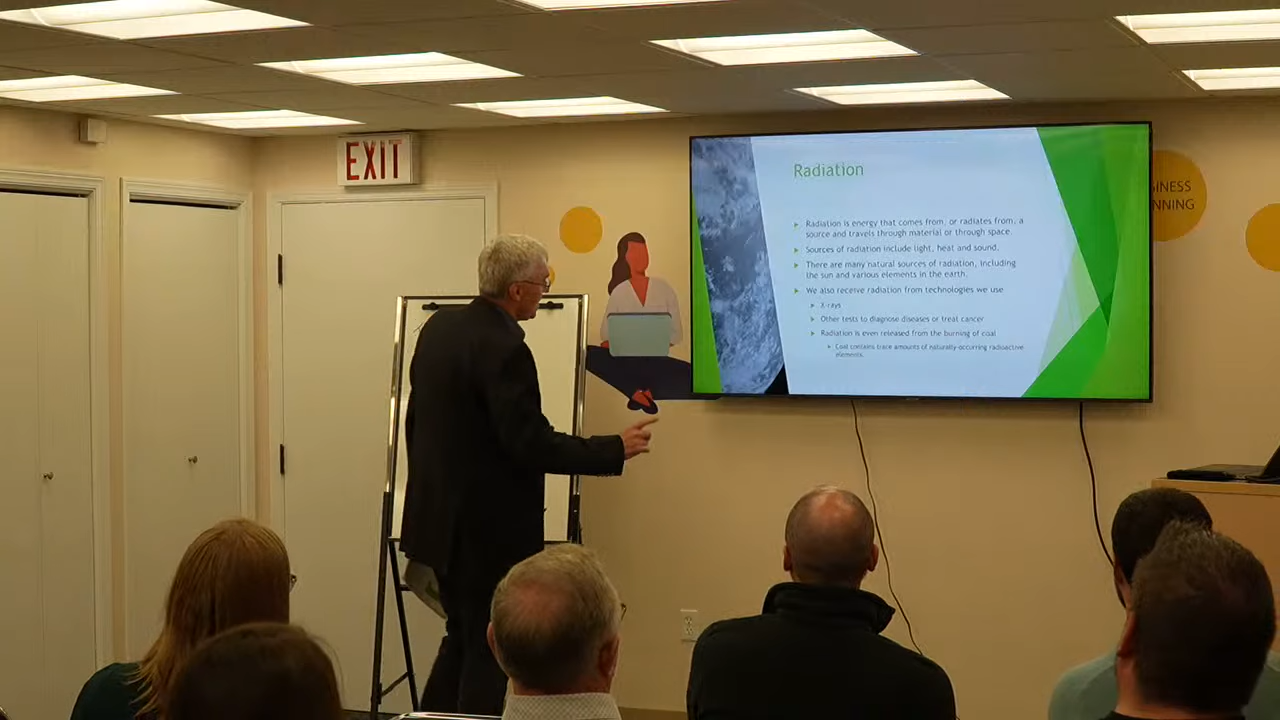 EXIT
Radiation
Radiation is energy that comes from, or radiates from, a
source and travels through material or through space.
Sources of radiation include light, heat and sound.
There are many natural sources of radiation, including
the sun and various elements in the earth.
We also receive radiation from technologies we use
X-rays
Other tests to diagnose diseases or treat cancer
Radiation is even released from the burning of coal
Coal contains trace amounts of naturally-occurring radioactive
elements.
INESS
NNING